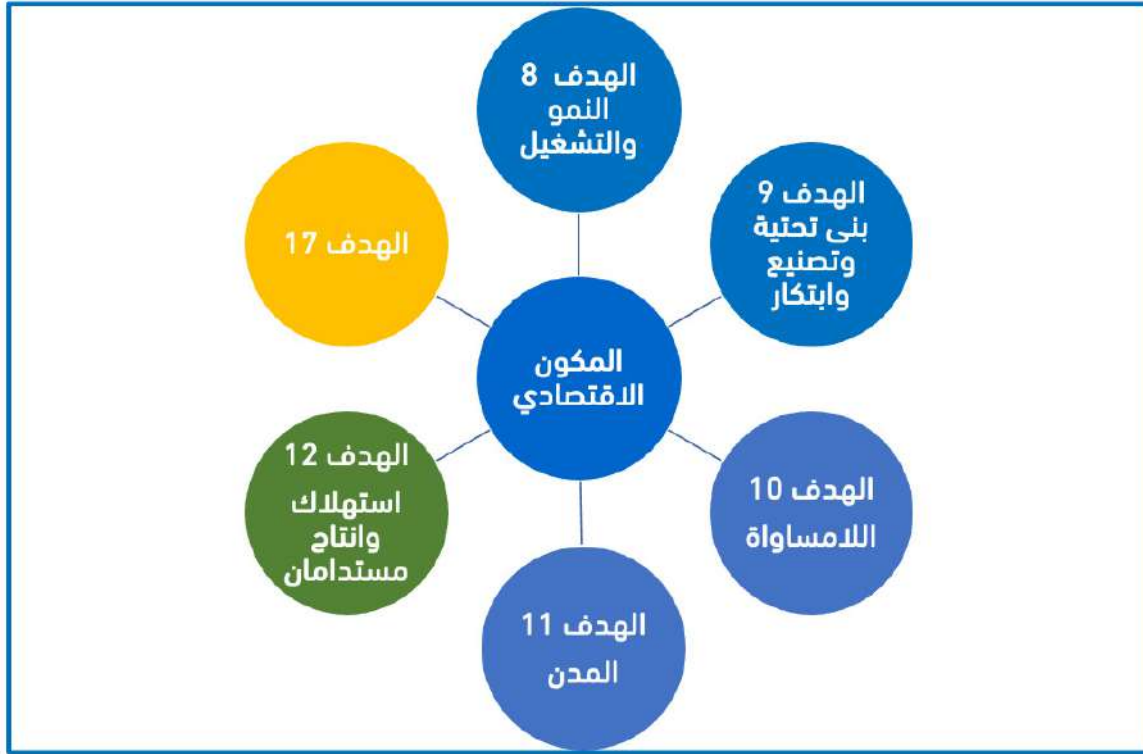 الهدف 8
النمو
والتشغيل
الهدف 9
بنى تحتية
وتصنيع
وابتكار
الهدف 10
اللامساواة
الهدف 11
المدن
الهدف 12
استهلاك
وانتاج
مستدامان
الهدف 17
المكون
الاقتصادي